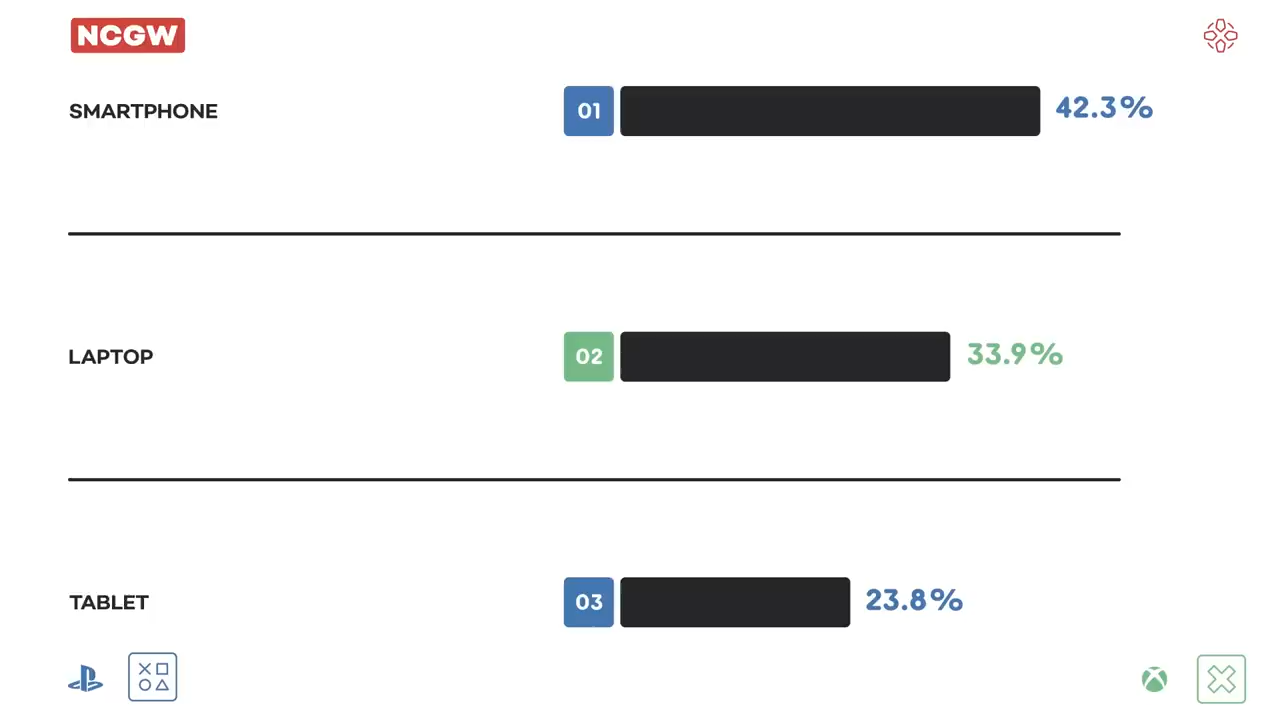 NCGW
SMARTPHONE 01 42.3%
LAPTOP 02 33.9%
TABLET 03 23.8%